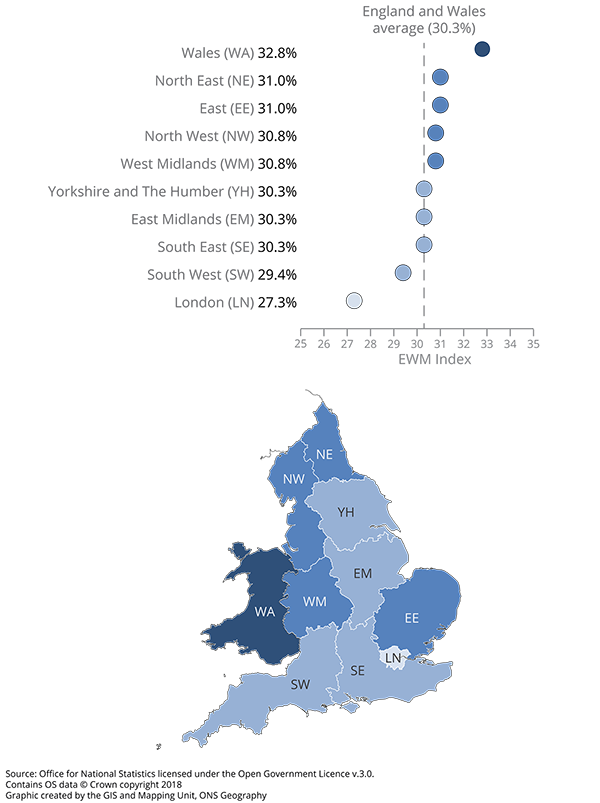 England and Wales
average (30.3%)
Wales (WA) 32.8%
North East (NE) 31.0%
East (EE) 31.0%
North West (NW) 30.8%
West Midlands (WM) 30.8%
Yorkshire and The Humber (YH) 30.3%
East Midlands (EM) 30.3%
South East (SE) 30.3%
South West (SW) 29.4%
London (LN) 27.3%
25 26 27 28 29 30 31 32 33 34 35
EWM Index
NE
NW
YH
EM
WM
WA
EE
LN
SE
SW
Source: Office for National Statistics licensed under the Open Government Licence v.3.0.
Contains OS data © Crown copyright 2018
Graphic created by the GIS and Mapping Unit, ONS Geography